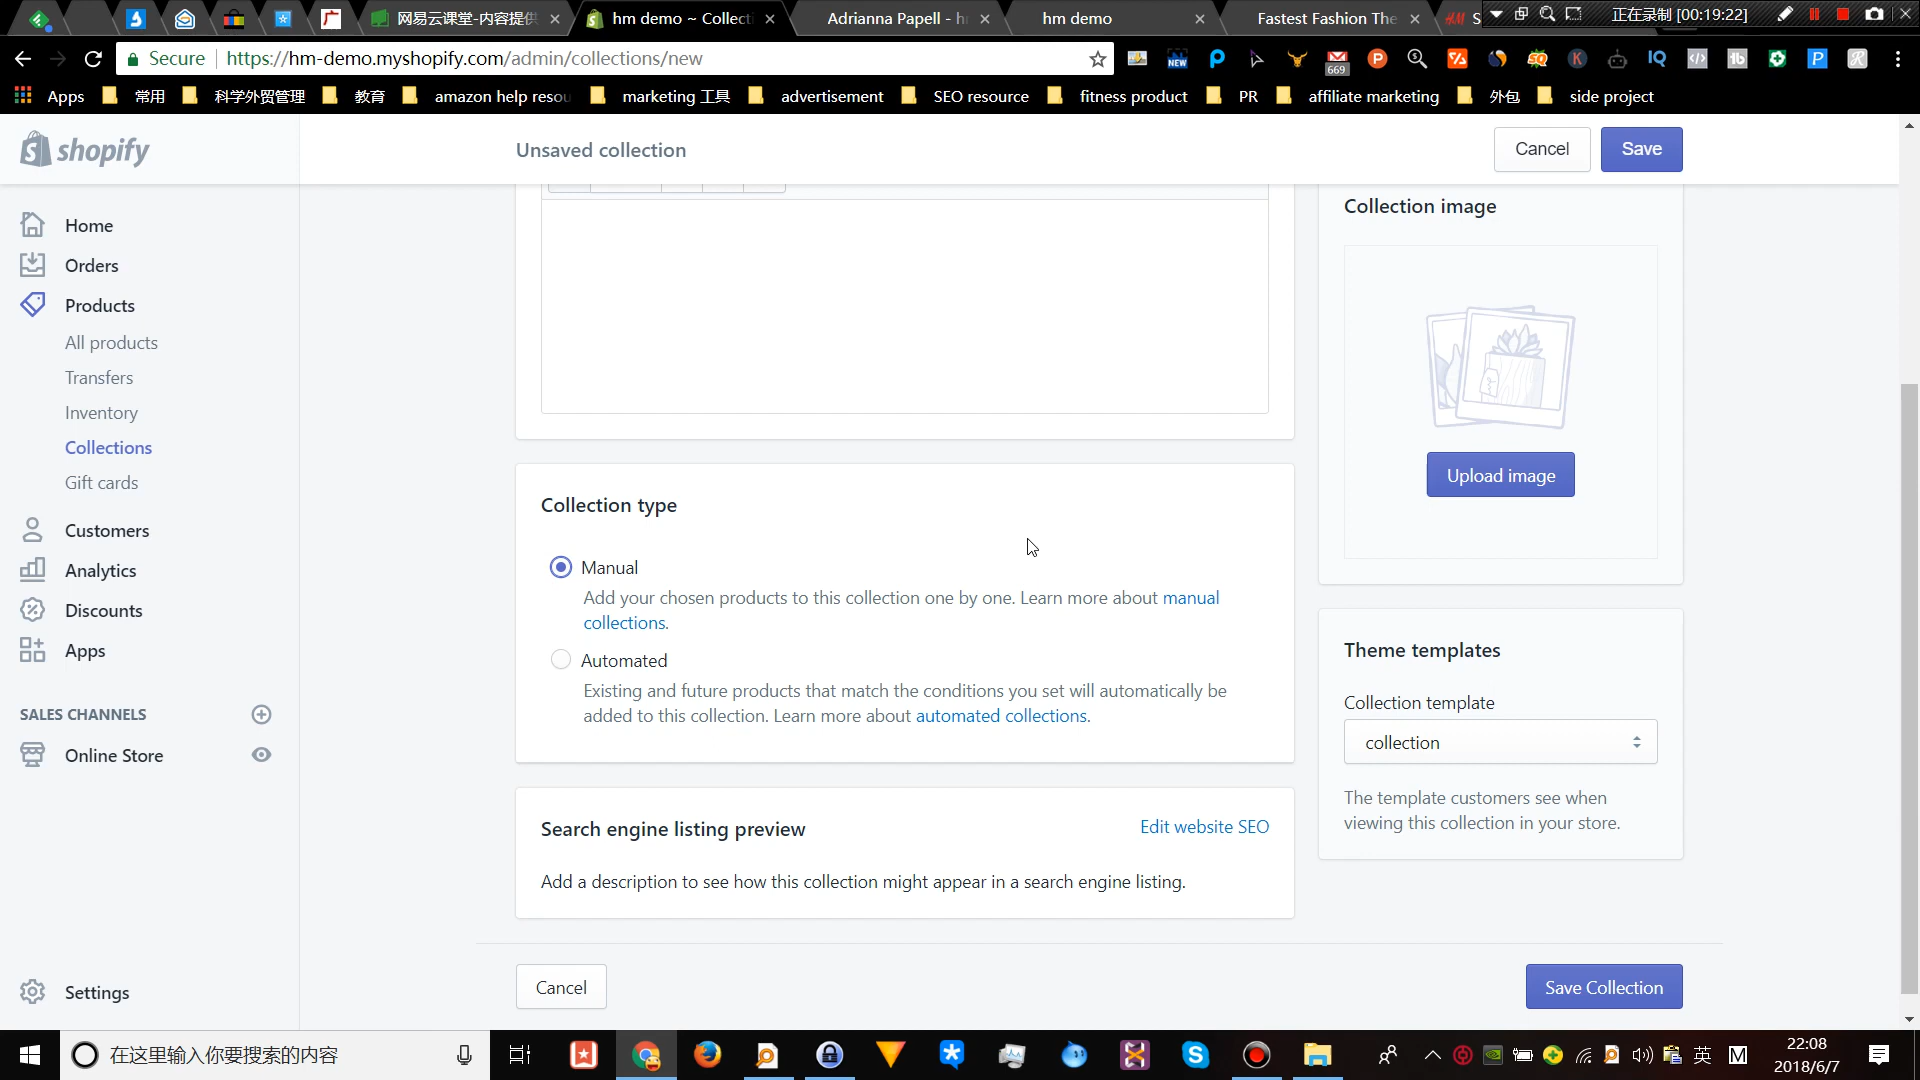 网易云课堂-内容提供
hm demo ~ Collecti
Adrianna Papell - h
hm demo
Fastest Fashion The
H&M S
正在录制 [00:19:22]
Secure
https://hm-demo.myshopify.com/admin/collections/new
NEW
669
Apps
常用
科学外贸管理
教育
amazon help resou
marketing 工具
advertisement
SEO resource
fitness product
PR
affiliate marketing
外包
side project
shopify
Unsaved collection
Cancel
Save
Home
Orders
Products
All products
Transfers
Inventory
Collections
Gift cards
Customers
Analytics
Discounts
Apps
SALES CHANNELS
Online Store
Settings
Collection image
Upload image
Collection type
Manual
Add your chosen products to this collection one by one. Learn more about manual
collections.
Automated
Existing and future products that match the conditions you set will automatically be
added to this collection. Learn more about automated collections.
Theme templates
Collection template
collection
The template customers see when
viewing this collection in your store.
Search engine listing preview
Edit website SEO
Add a description to see how this collection might appear in a search engine listing.
Cancel
Save Collection
在这里输入你要搜索的内容
英
M
22:08
2018/6/7